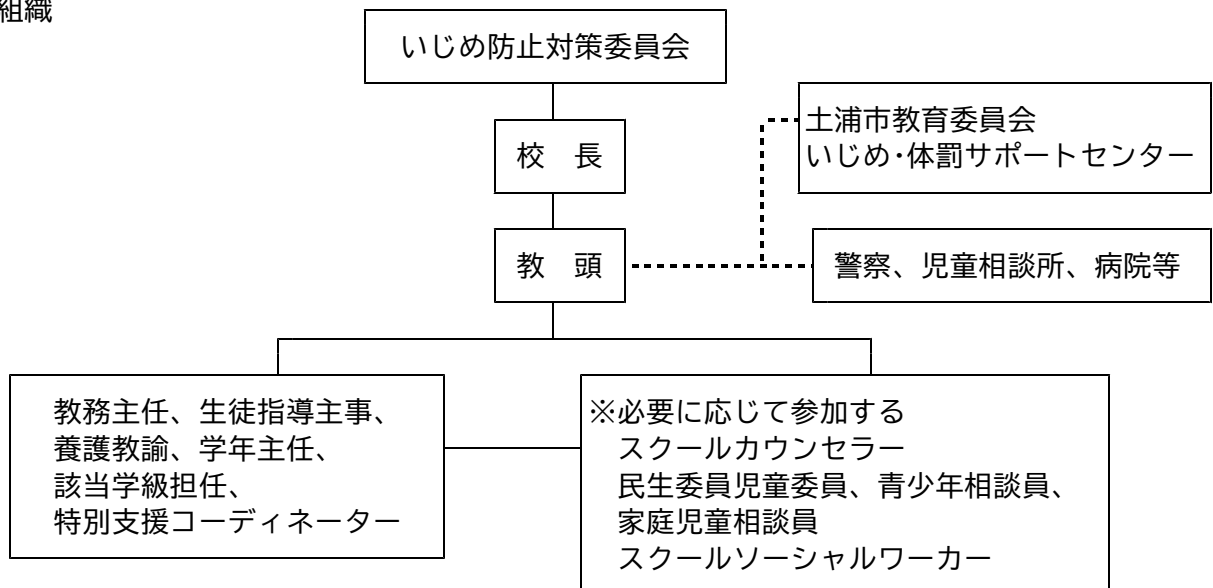 組織
いじめ防止対策委員会
校　長
土浦市教育委員会
いじめ・体罰サポートセンター
教　頭
警察、児童相談所、病院等
教務主任、生徒指導主事、
養護教諭、学年主任、
該当学級担任、
特別支援コーディネーター
※必要に応じて参加する
スクールカウンセラー
民生委員児童委員、青少年相談員、
家庭児童相談員
スクールソーシャルワーカー